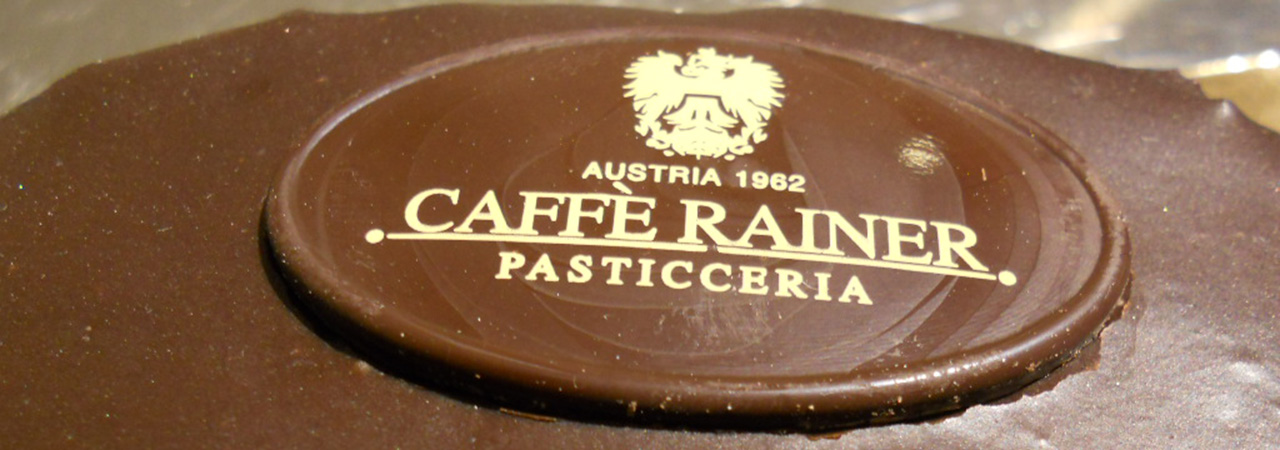 AUSTRIA 1962
CAFFÈ RAINER
PASTICCERIA